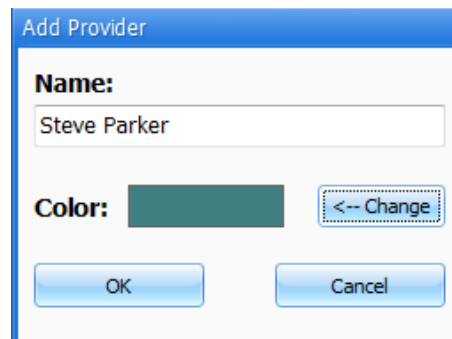 Add Provider
Name:
Steve Parker
Color:
<-- Change
OK
Cancel